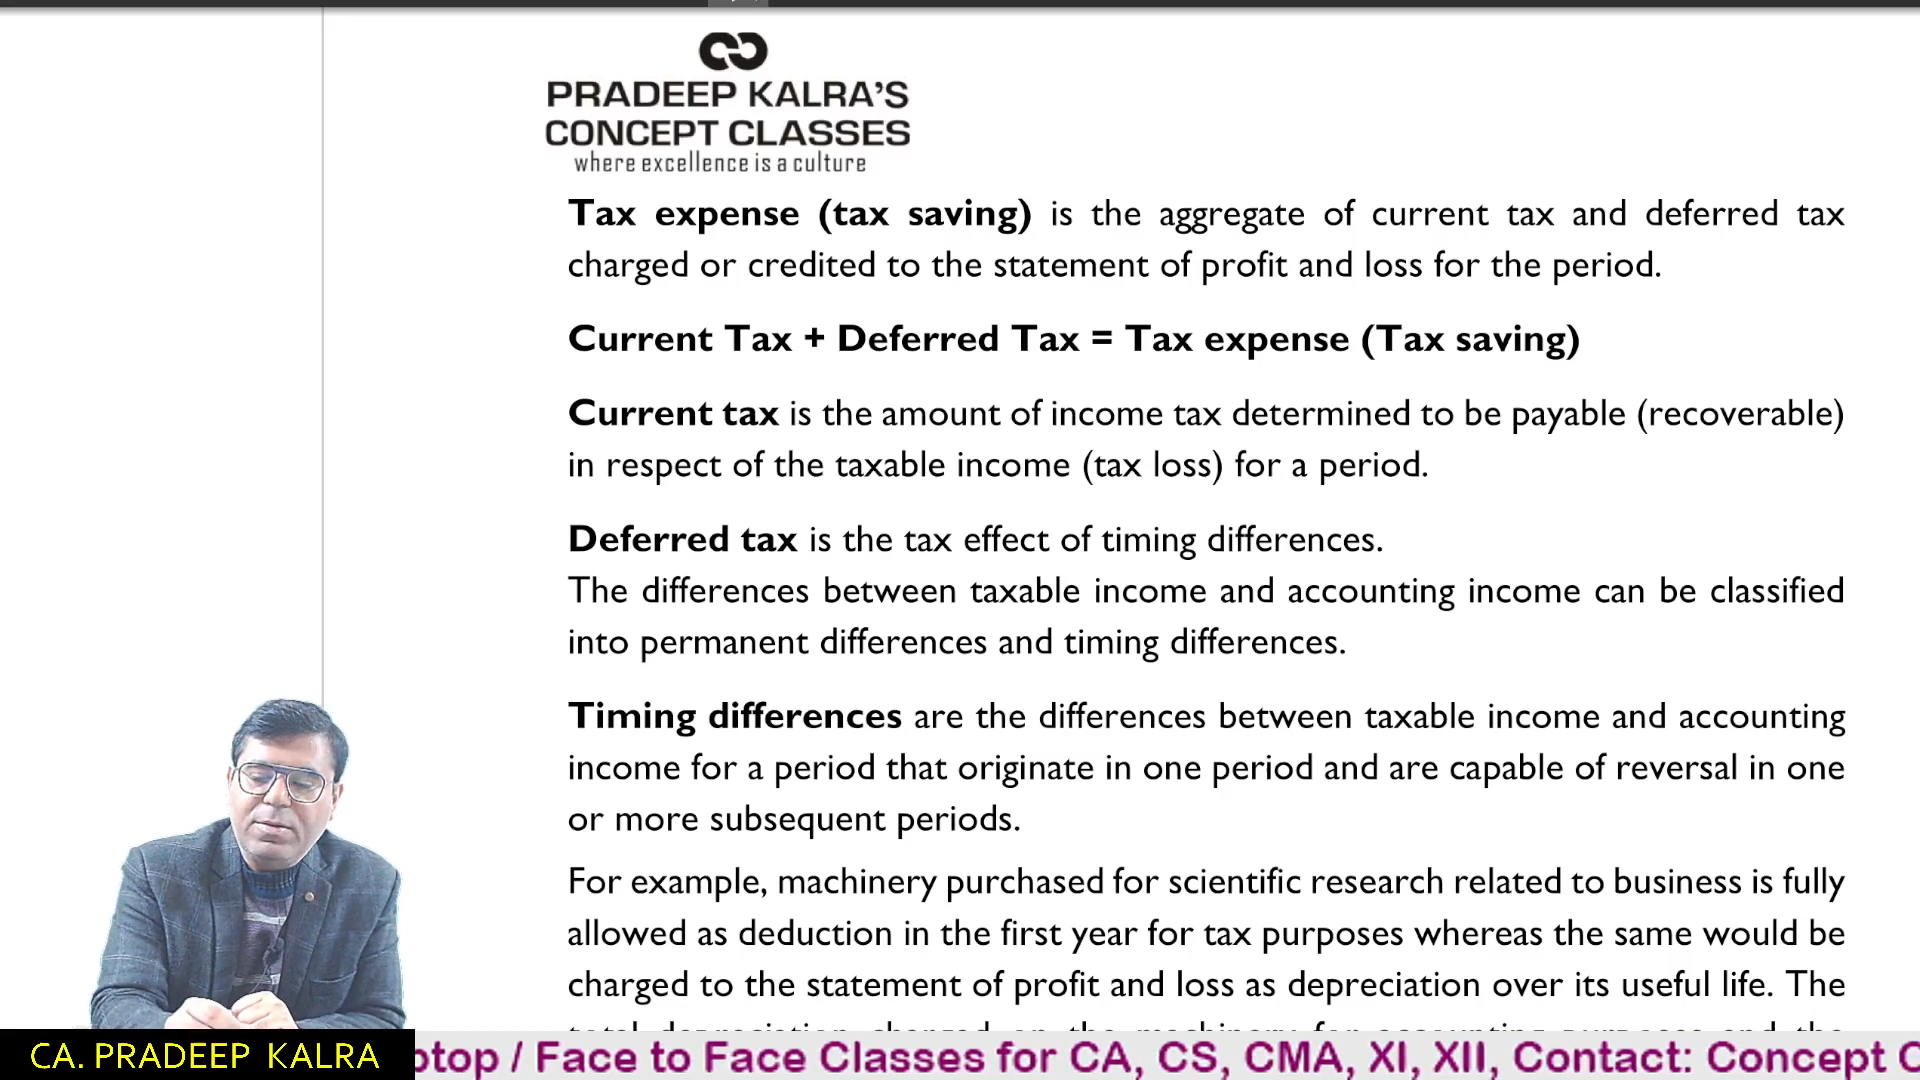 PRADEEP KALRA'S
CONCEPT CLASSES
where excellence is a culture
Tax expense (tax saving) is the aggregate of current tax and deferred tax
charged or credited to the statement of profit and loss for the period.
Current Tax + Deferred Tax = Tax expense (Tax saving)
Current tax is the amount of income tax determined to be payable (recoverable)
in respect of the taxable income (tax loss) for a period.
Deferred tax is the tax effect of timing differences.
The differences between taxable income and accounting income can be classified
into permanent differences and timing differences.
Timing differences are the differences between taxable income and accounting
income for a period that originate in one period and are capable of reversal in one
or more subsequent periods.
For example, machinery purchased for scientific research related to business is fully
allowed as deduction in the first year for tax purposes whereas the same would be
charged to the statement of profit and loss as depreciation over its useful life. The
CA. PRADEEP KALRA
ptop / Face to Face Classes for CA, CS, CMA, XI, XII, Contact: Concept C